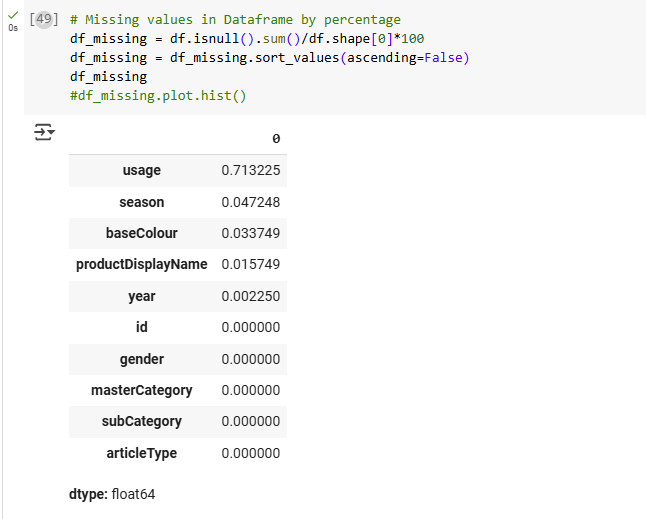 [49] # Missing values in Dataframe by percentage
df_missing = df.isnull().sum()/df.shape[0]*100
df_missing = df_missing.sort_values(ascending=False)
df_missing
#df_missing.plot.hist()
0s
0
usage 0.713225
season 0.047248
baseColour 0.033749
productDisplayName 0.015749
year 0.002250
id 0.000000
gender 0.000000
masterCategory 0.000000
subCategory 0.000000
articleType 0.000000
dtype: float64